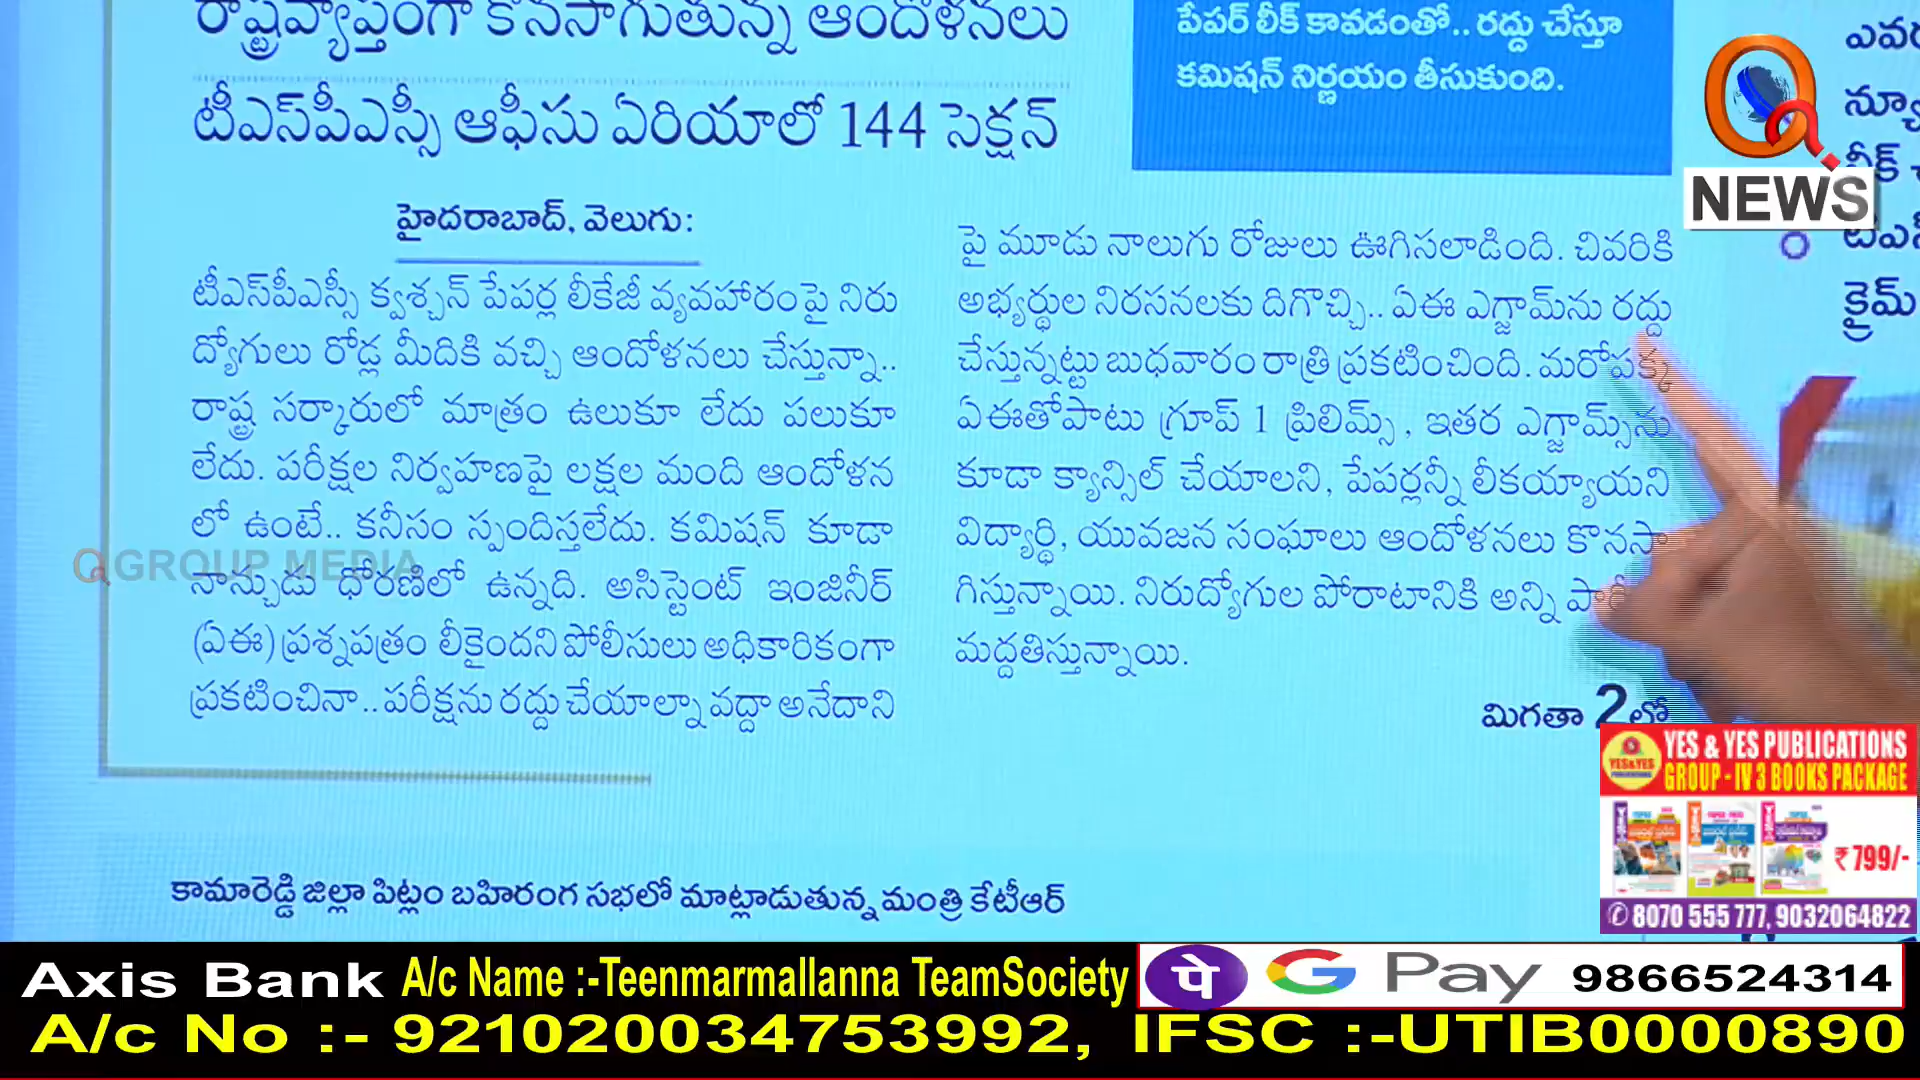 రాష్ట్రవ్యాప్తంగా కొనసాగుతున్న ఆందోళనలు
టీఎస్‌పీఎస్సీ ఆఫీసు ఏరియాలో 144 సెక్షన్
హైదరాబాద్, వెలుగు:
టీఎస్‌పీఎస్సీ క్వశ్చన్ పేపర్ల లీకేజీ వ్యవహారంపై నిరు
ద్యోగులు రోడ్ల మీదికి వచ్చి ఆందోళనలు చేస్తున్నా..
రాష్ట్ర సర్కారులో మాత్రం ఉలుకూ లేదు పలుకూ
లేదు. పరీక్షల నిర్వహణపై లక్షల మంది ఆందోళన
లో ఉంటే.. కనీసం స్పందిస్తలేదు. కమిషన్ కూడా
నాన్చుడు ధోరణిలో ఉన్నది. అసిస్టెంట్ ఇంజినీర్
(ఏఈ) ప్రశ్నపత్రం లీకైందని పోలీసులు అధికారికంగా
ప్రకటించినా.. పరీక్షను రద్దు చేయాల్నా వద్దా అనేదాని
పై మూడు నాలుగు రోజులు ఊగిసలాడింది. చివరికి
అభ్యర్థుల నిరసనలకు దిగొచ్చి.. ఏఈ ఎగ్జామ్‌ను రద్దు
చేస్తున్నట్టు బుధవారం రాత్రి ప్రకటించింది. మరోపక్క
ఏఈతోపాటు గ్రూప్ 1 ప్రిలిమ్స్, ఇతర ఎగ్జామ్స్‌ను
కూడా క్యాన్సిల్ చేయాలని, పేపర్లన్నీ లీకయ్యాయని
విద్యార్థి, యువజన సంఘాలు ఆందోళనలు కొనసా
గిస్తున్నాయి. నిరుద్యోగుల పోరాటానికి అన్ని
మద్దతిస్తున్నాయి.
మిగతా 2లో
పేపర్ లీక్ కావడంతో.. రద్దు చేస్తూ
కమిషన్ నిర్ణయం తీసుకుంది.
క్రైమ్
Q
NEWS
Q GROUP MEDIA
కామారెడ్డి జిల్లా పిట్లం బహిరంగ సభలో మాట్లాడుతున్న మంత్రి కేటీఆర్
YES & YES PUBLICATIONS
GROUP - IV 3 BOOKS PACKAGE
₹ 799/-
✆ 8070 555 777, 9032064822
Axis Bank A/c Name :-Teenmarmallanna TeamSociety
पे G Pay 9866524314
A/c No :- 921020034753992, IFSC :-UTIB0000890